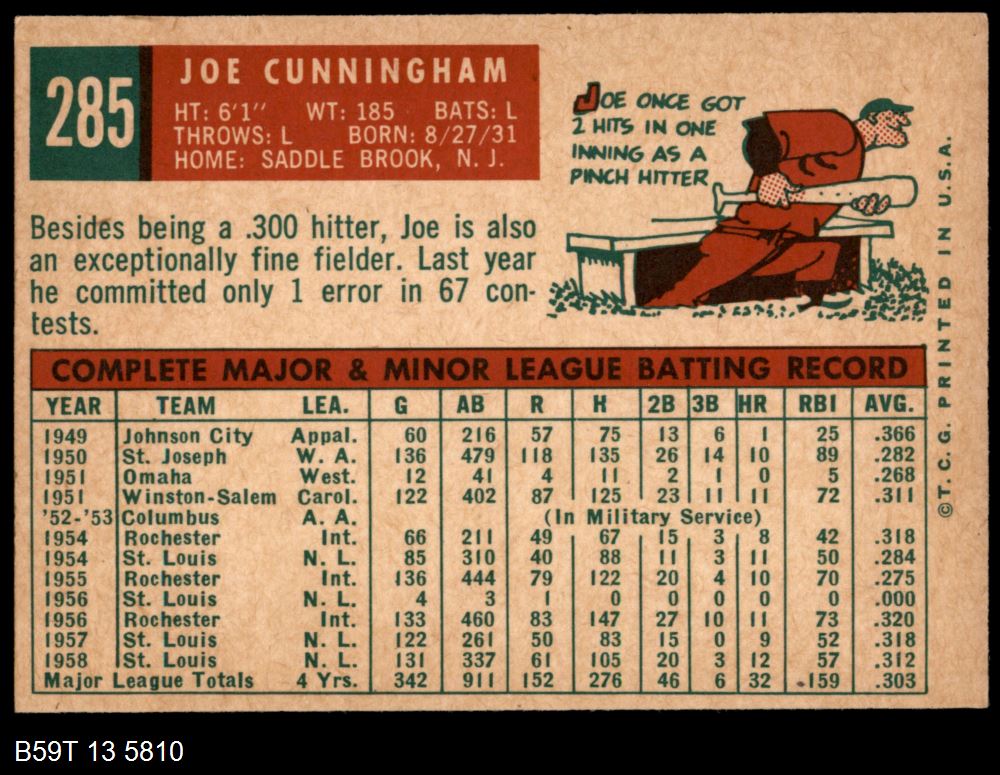 285
JOE CUNNINGHAM
HT: 6'1" WT: 185 BATS: L
THROWS: L BORN: 8/27/31
HOME: SADDLE BROOK, N. J.
JOE ONCE GOT
2 HITS IN ONE
INNING AS A
PINCH HITTER
Besides being a .300 hitter, Joe is also
an exceptionally fine fielder. Last year
he committed only 1 error in 67 con-
tests.
COMPLETE MAJOR & MINOR LEAGUE BATTING RECORD
YEAR TEAM LEA. G AB R H 2B 3B HR RBI AVG.
1949 Johnson City Appal. 60 216 57 75 13 6 1 25 .366
1950 St. Joseph W. A. 136 479 118 135 26 14 10 89 .282
1951 Omaha West. 12 41 4 11 2 1 0 5 .268
1951 Winston-Salem Carol. 122 402 87 125 23 11 11 72 .311
'52-'53 Columbus A. A. (In Military Service)
1954 Rochester Int. 66 211 49 67 15 3 8 42 .318
1954 St. Louis N. L. 85 310 40 88 11 3 11 50 .284
1955 Rochester Int. 136 444 79 122 20 4 10 70 .275
1956 St. Louis N. L. 4 3 1 0 0 0 0 0 .000
1956 Rochester Int. 133 460 83 147 27 10 11 73 .320
1957 St. Louis N. L. 122 261 50 83 15 0 9 52 .318
1958 St. Louis N. L. 131 337 61 105 20 3 12 57 .312
Major League Totals 4 Yrs. 342 911 152 276 46 6 32 159 .303
© T. C. G. PRINTED IN U. S. A.
B59T 13 5810